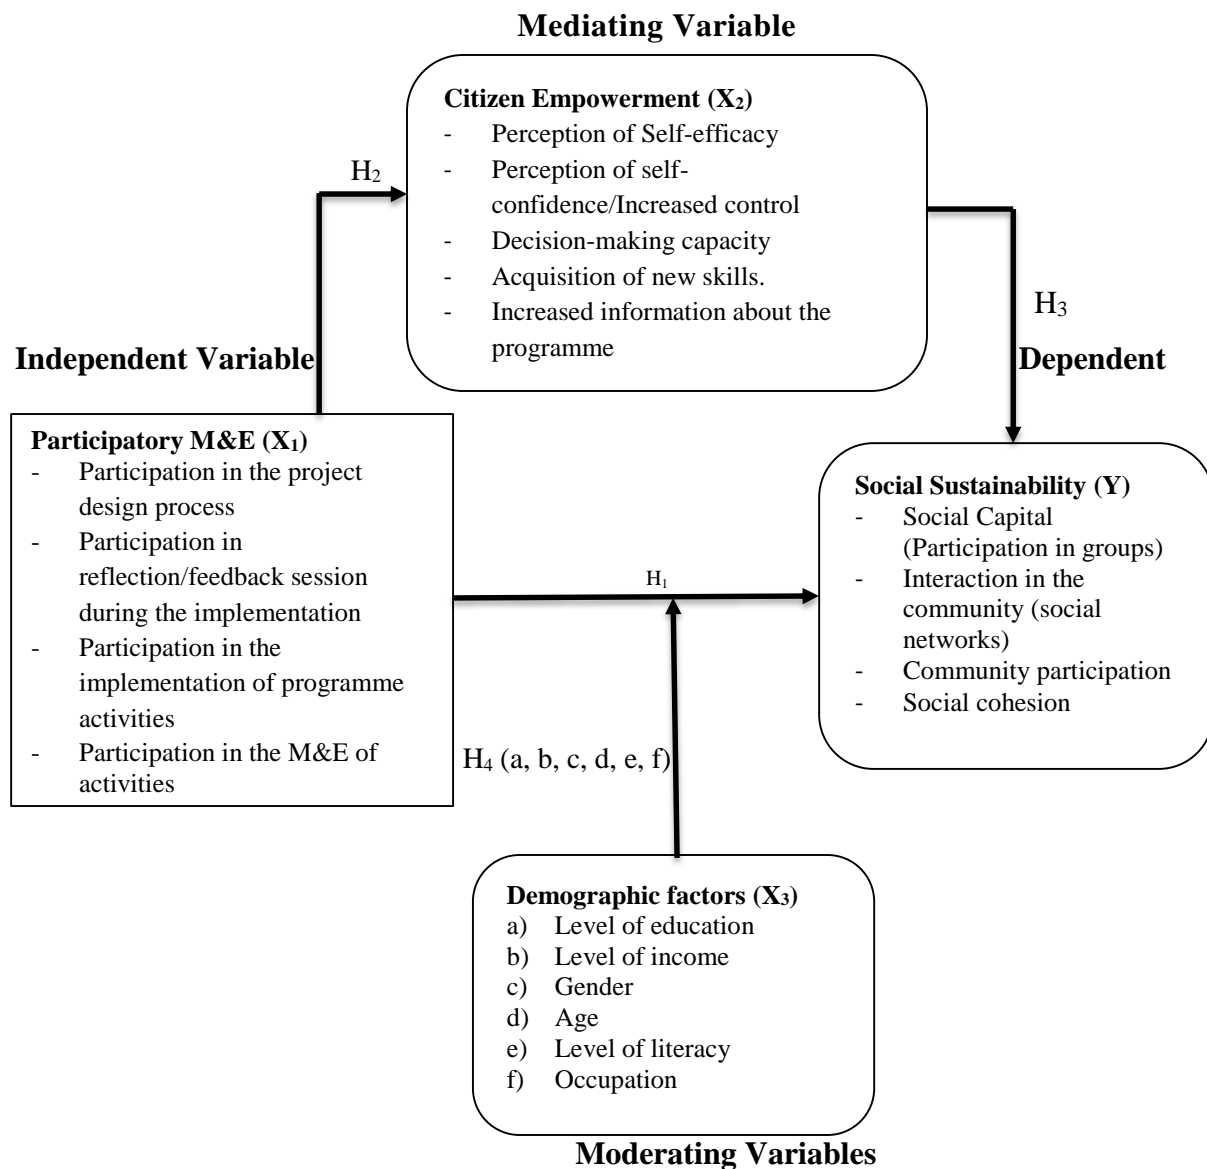 Mediating Variable
Citizen Empowerment (X₂)
- Perception of Self-efficacy
- Perception of self-
confidence/Increased control
- Decision-making capacity
- Acquisition of new skills.
- Increased information about the
programme
H₂
H₃
Independent Variable
Dependent
Participatory M&E (X₁)
- Participation in the project
design process
- Participation in
reflection/feedback session
during the implementation
- Participation in the
implementation of programme
activities
- Participation in the M&E of
activities
H₁
Social Sustainability (Y)
- Social Capital
(Participation in groups)
- Interaction in the
community (social
networks)
- Community participation
- Social cohesion
H₄ (a, b, c, d, e, f)
Demographic factors (X₃)
a) Level of education
b) Level of income
c) Gender
d) Age
e) Level of literacy
f) Occupation
Moderating Variables